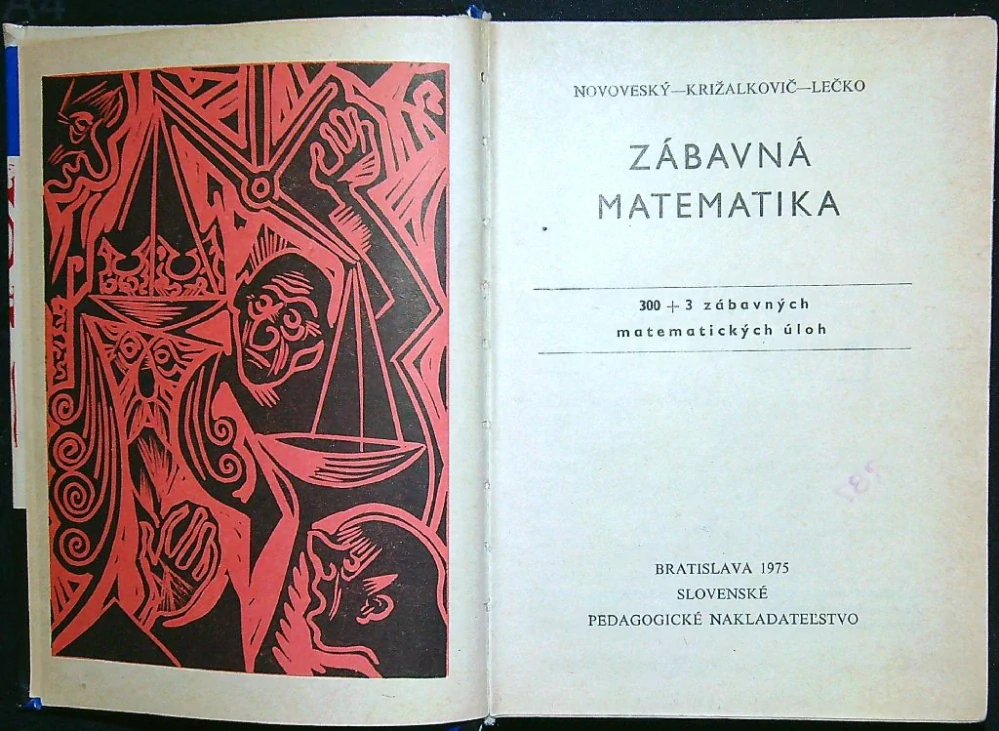 NOVOVESKÝ—KRIŽALKOVIČ—LEČKO
ZÁBAVNÁ
MATEMATIKA
300 + 3 zábavných
matematických úloh
BRATISLAVA 1975
SLOVENSKÉ
PEDAGOGICKÉ NAKLADATEĽSTVO